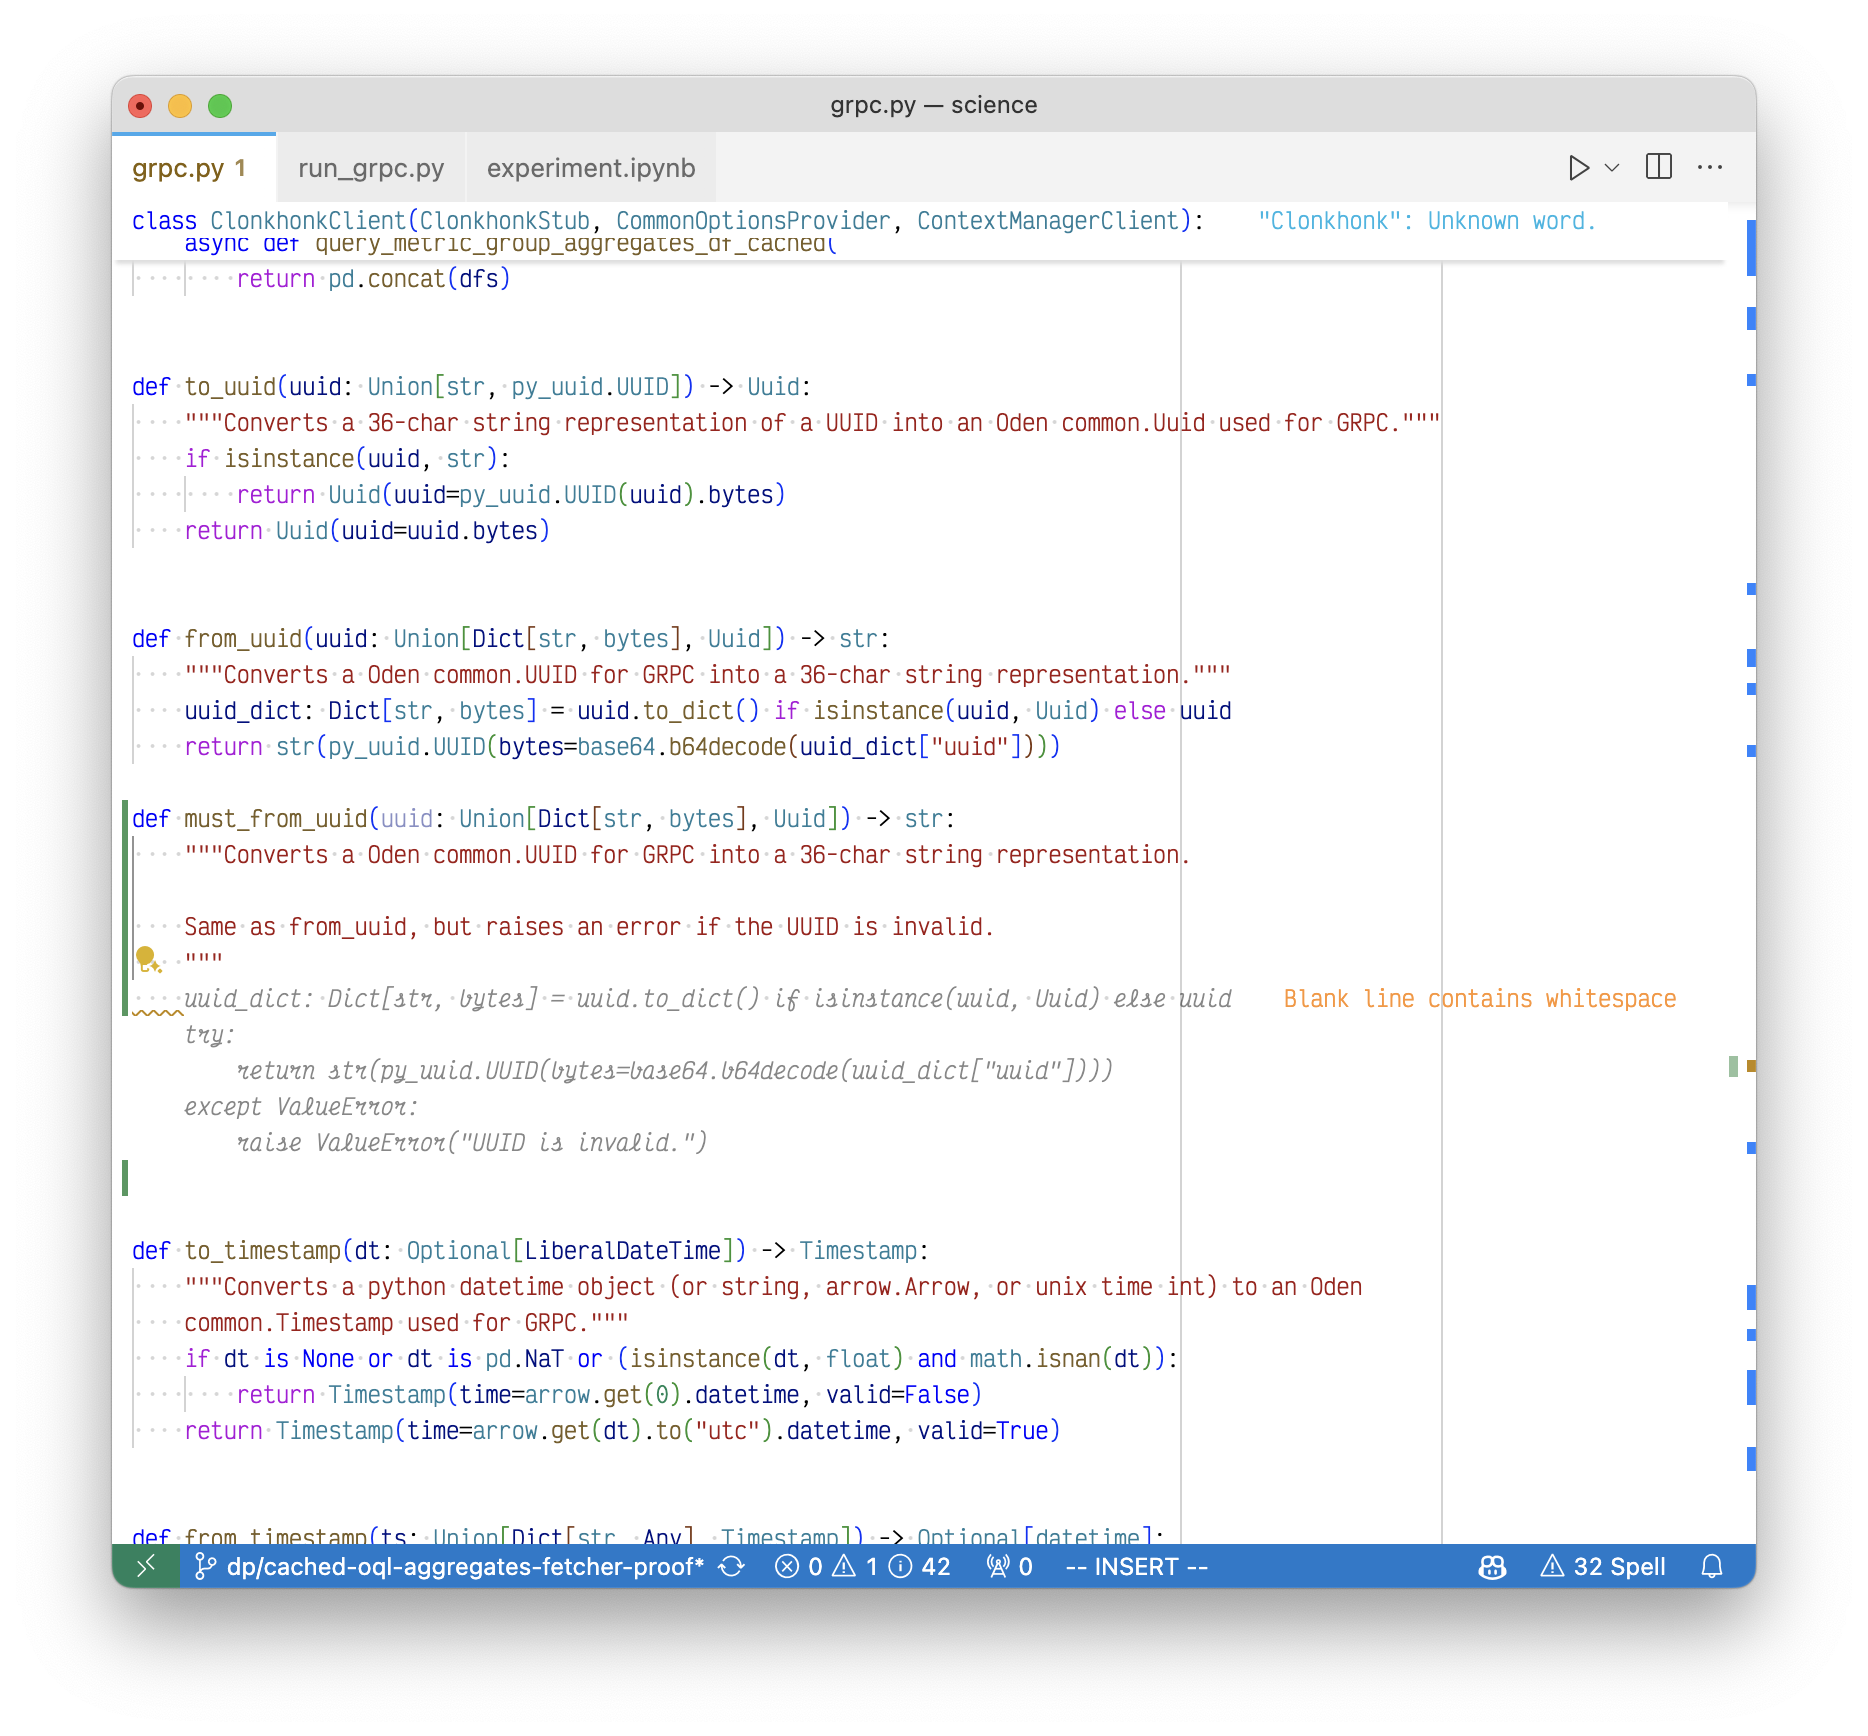 grpc.py — science
grpc.py 1 run_grpc.py experiment.ipynb
class ClonkhonkClient(ClonkhonkStub, CommonOptionsProvider, ContextManagerClient): "Clonkhonk": Unknown word.
async def query_metric_group_aggregates_df_cached(
return pd.concat(dfs)
def to_uuid(uuid: Union[str, py_uuid.UUID]) -> Uuid:
"""Converts a 36-char string representation of a UUID into an Oden common.Uuid used for GRPC."""
if isinstance(uuid, str):
return Uuid(uuid=py_uuid.UUID(uuid).bytes)
return Uuid(uuid=uuid.bytes)
def from_uuid(uuid: Union[Dict[str, bytes], Uuid]) -> str:
"""Converts a Oden common.UUID for GRPC into a 36-char string representation."""
uuid_dict: Dict[str, bytes] = uuid.to_dict() if isinstance(uuid, Uuid) else uuid
return str(py_uuid.UUID(bytes=base64.b64decode(uuid_dict["uuid"])))
def must_from_uuid(uuid: Union[Dict[str, bytes], Uuid]) -> str:
"""Converts a Oden common.UUID for GRPC into a 36-char string representation.
Same as from_uuid, but raises an error if the UUID is invalid.
"""
uuid_dict: Dict[str, bytes] = uuid.to_dict() if isinstance(uuid, Uuid) else uuid Blank line contains whitespace
try:
return str(py_uuid.UUID(bytes=base64.b64decode(uuid_dict["uuid"])))
except ValueError:
raise ValueError("UUID is invalid.")
def to_timestamp(dt: Optional[LiberalDateTime]) -> Timestamp:
"""Converts a python datetime object (or string, arrow.Arrow, or unix time int) to an Oden
common.Timestamp used for GRPC."""
if dt is None or dt is pd.NaT or (isinstance(dt, float) and math.isnan(dt)):
return Timestamp(time=arrow.get(0).datetime, valid=False)
return Timestamp(time=arrow.get(dt).to("utc").datetime, valid=True)
def from_timestamp(ts: Union[Dict[str, Any], Timestamp]) -> Optional[datetime]:
dp/cached-oql-aggregates-fetcher-proof* 0 1 42 0 -- INSERT -- 32 Spell